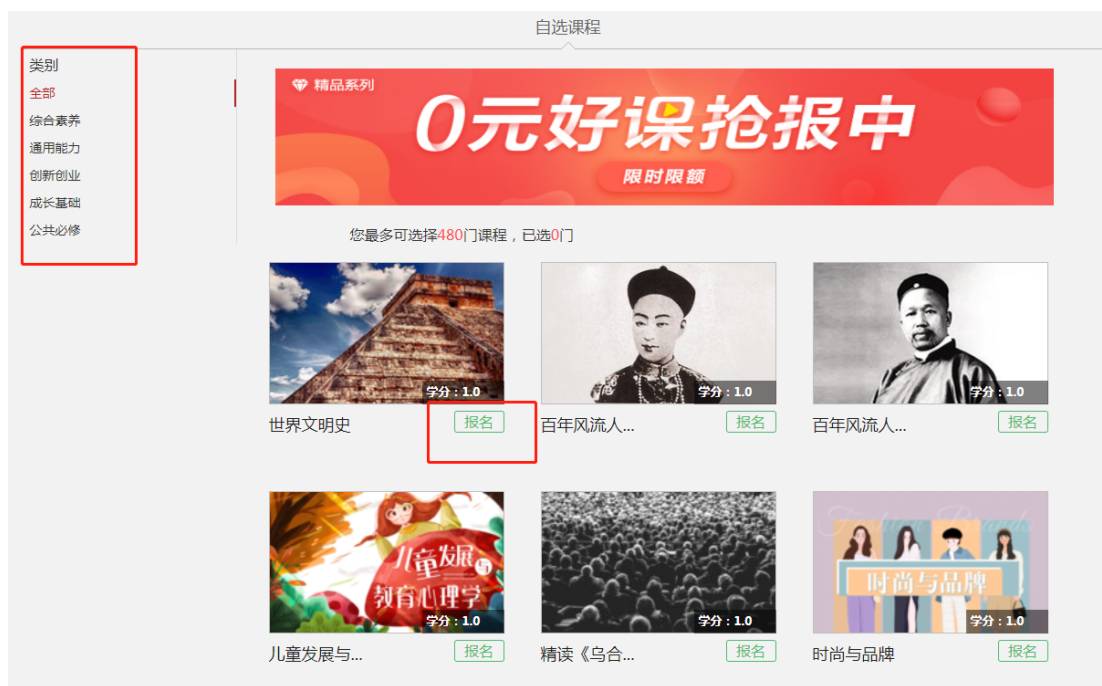 自选课程
类别
全部
综合素养
通用能力
创新创业
成长基础
公共必修
精品系列
0元好课抢报中
限时限额
您最多可选择480门课程，已选0门
学分：1.0
学分：1.0
学分：1.0
世界文明史 报名
百年风流人... 报名
百年风流人... 报名
儿童发展与
教育心理学
学分：1.0
学分：1.0
时尚与品牌
学分：1.0
儿童发展与... 报名
精读《乌合... 报名
时尚与品牌 报名